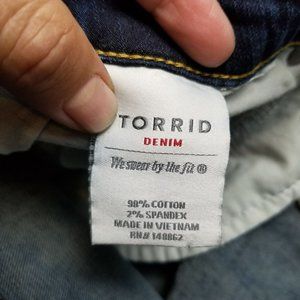 TORRID
DENIM
We swear by the fit ®
98% COTTON
2% SPANDEX
MADE IN VIETNAM
RN# 148862